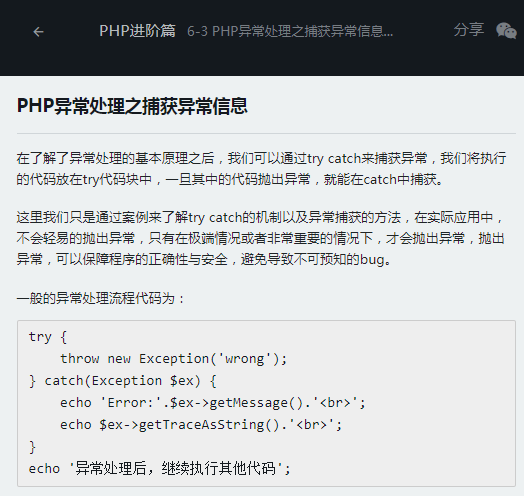 PHP进阶篇 6-3 PHP异常处理之捕获异常信息... 分享
PHP异常处理之捕获异常信息
在了解了异常处理的基本原理之后，我们可以通过try catch来捕获异常，我们将执行
的代码放在try代码块中，一旦其中的代码抛出异常，就能在catch中捕获。
这里我们只是通过案例来了解try catch的机制以及异常捕获的方法，在实际应用中，
不会轻易的抛出异常，只有在极端情况或者非常重要的情况下，才会抛出异常，抛出
异常，可以保障程序的正确性与安全，避免导致不可预知的bug。
一般的异常处理流程代码为：
try {
    throw new Exception('wrong');
} catch(Exception $ex) {
    echo 'Error:'.$ex->getMessage().'<br>';
    echo $ex->getTraceAsString().'<br>';
}
echo '异常处理后，继续执行其他代码';